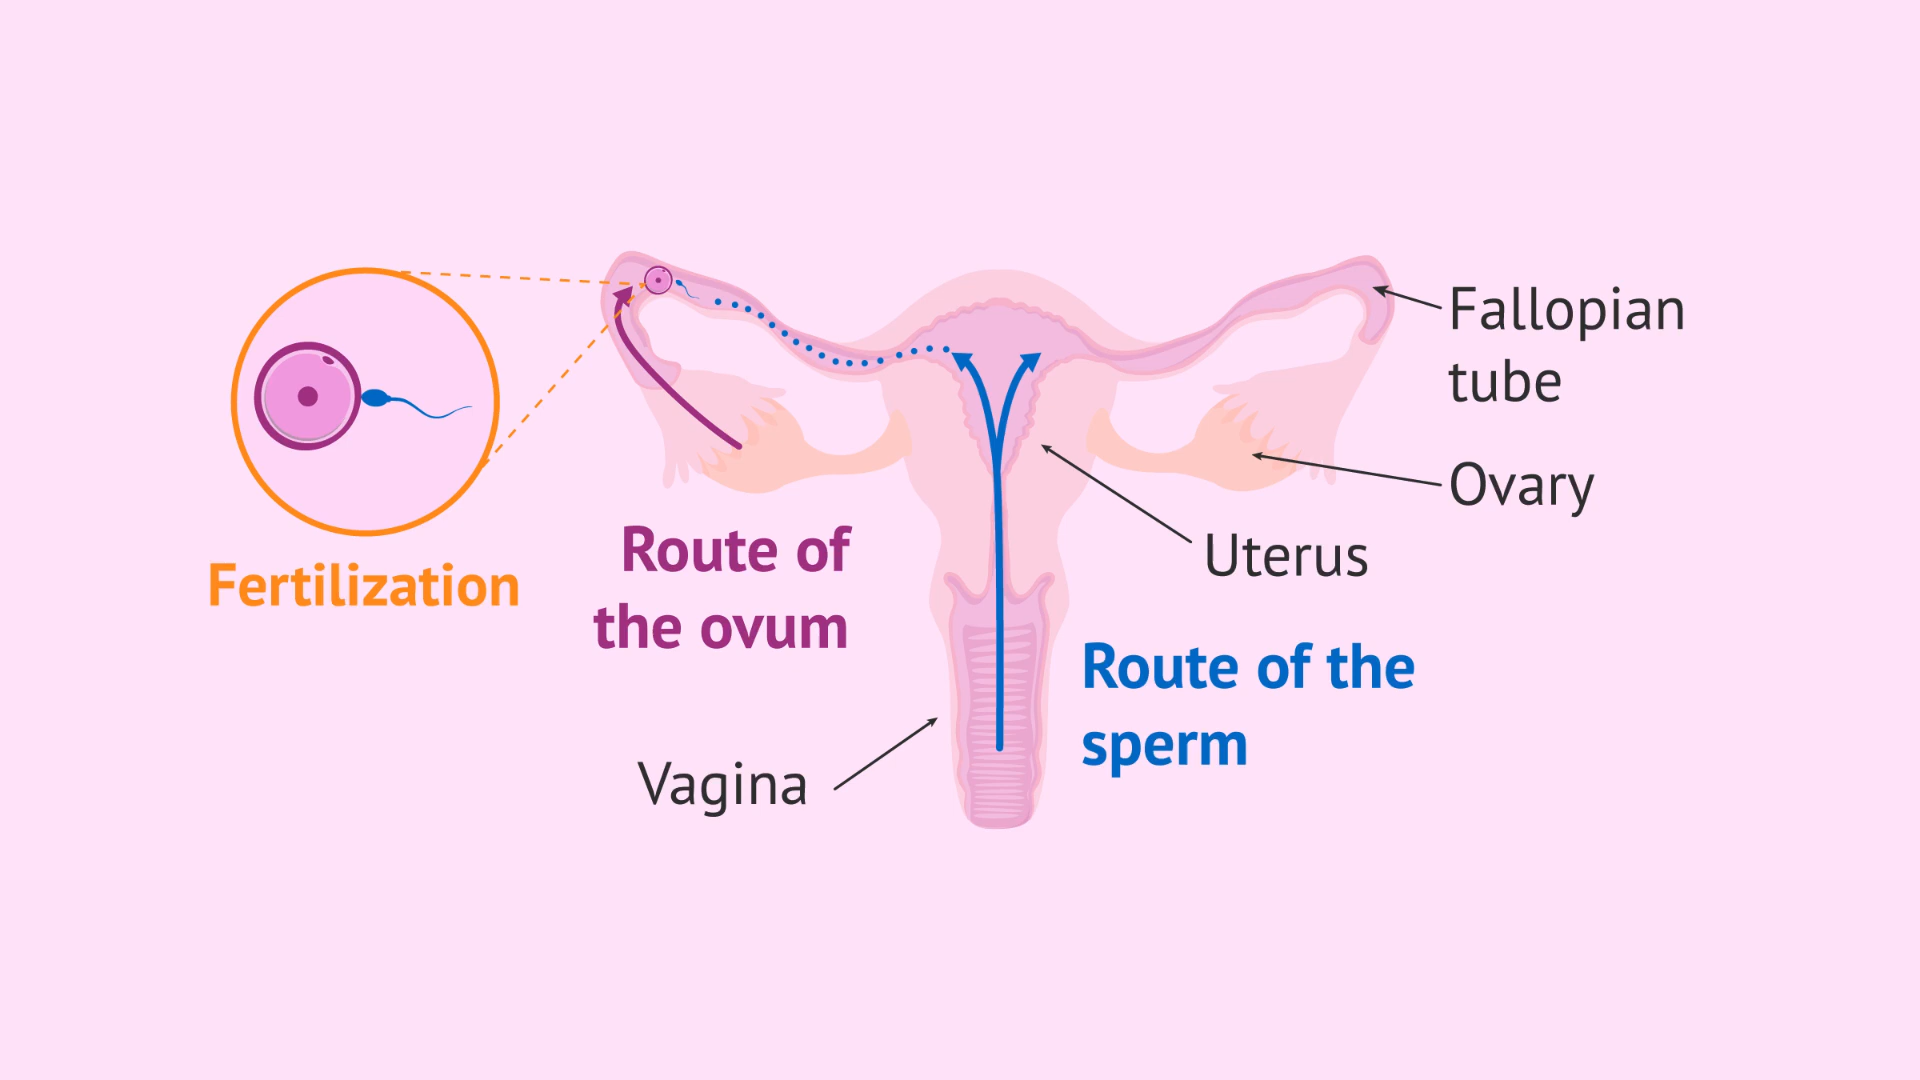 Fertilization
Route of
the ovum
Vagina
Fallopian
tube
Ovary
Uterus
Route of the
sperm